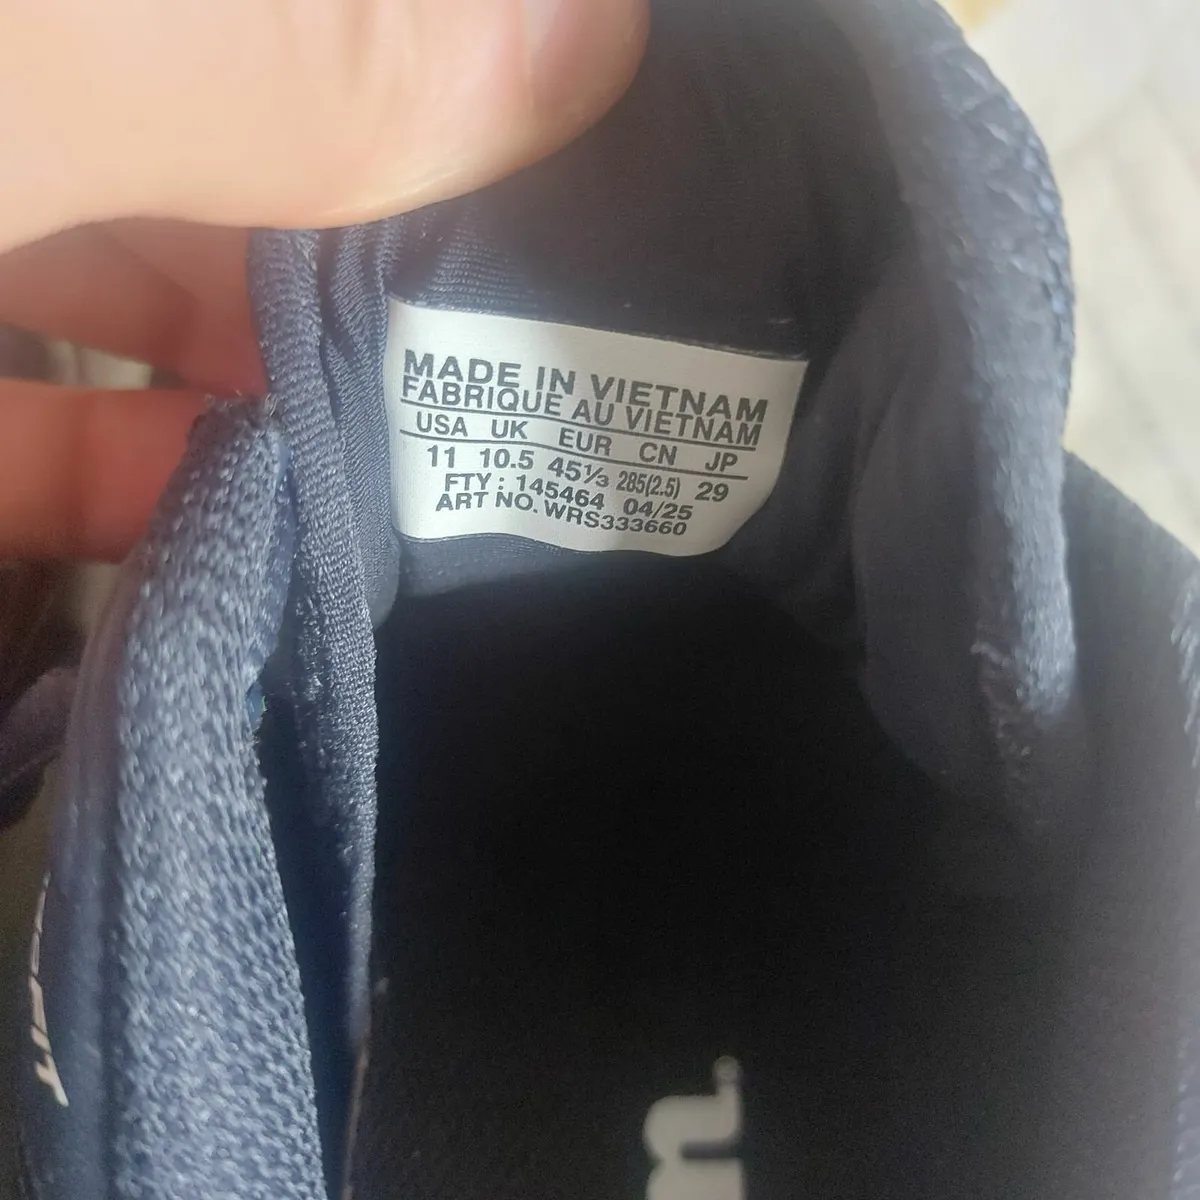 MADE IN VIETNAM
FABRIQUE AU VIETNAM
USA UK EUR CN JP
11 10.5 45⅓ 285(2.5) 29
FTY: 145464 04/25
ART NO. WRS333660